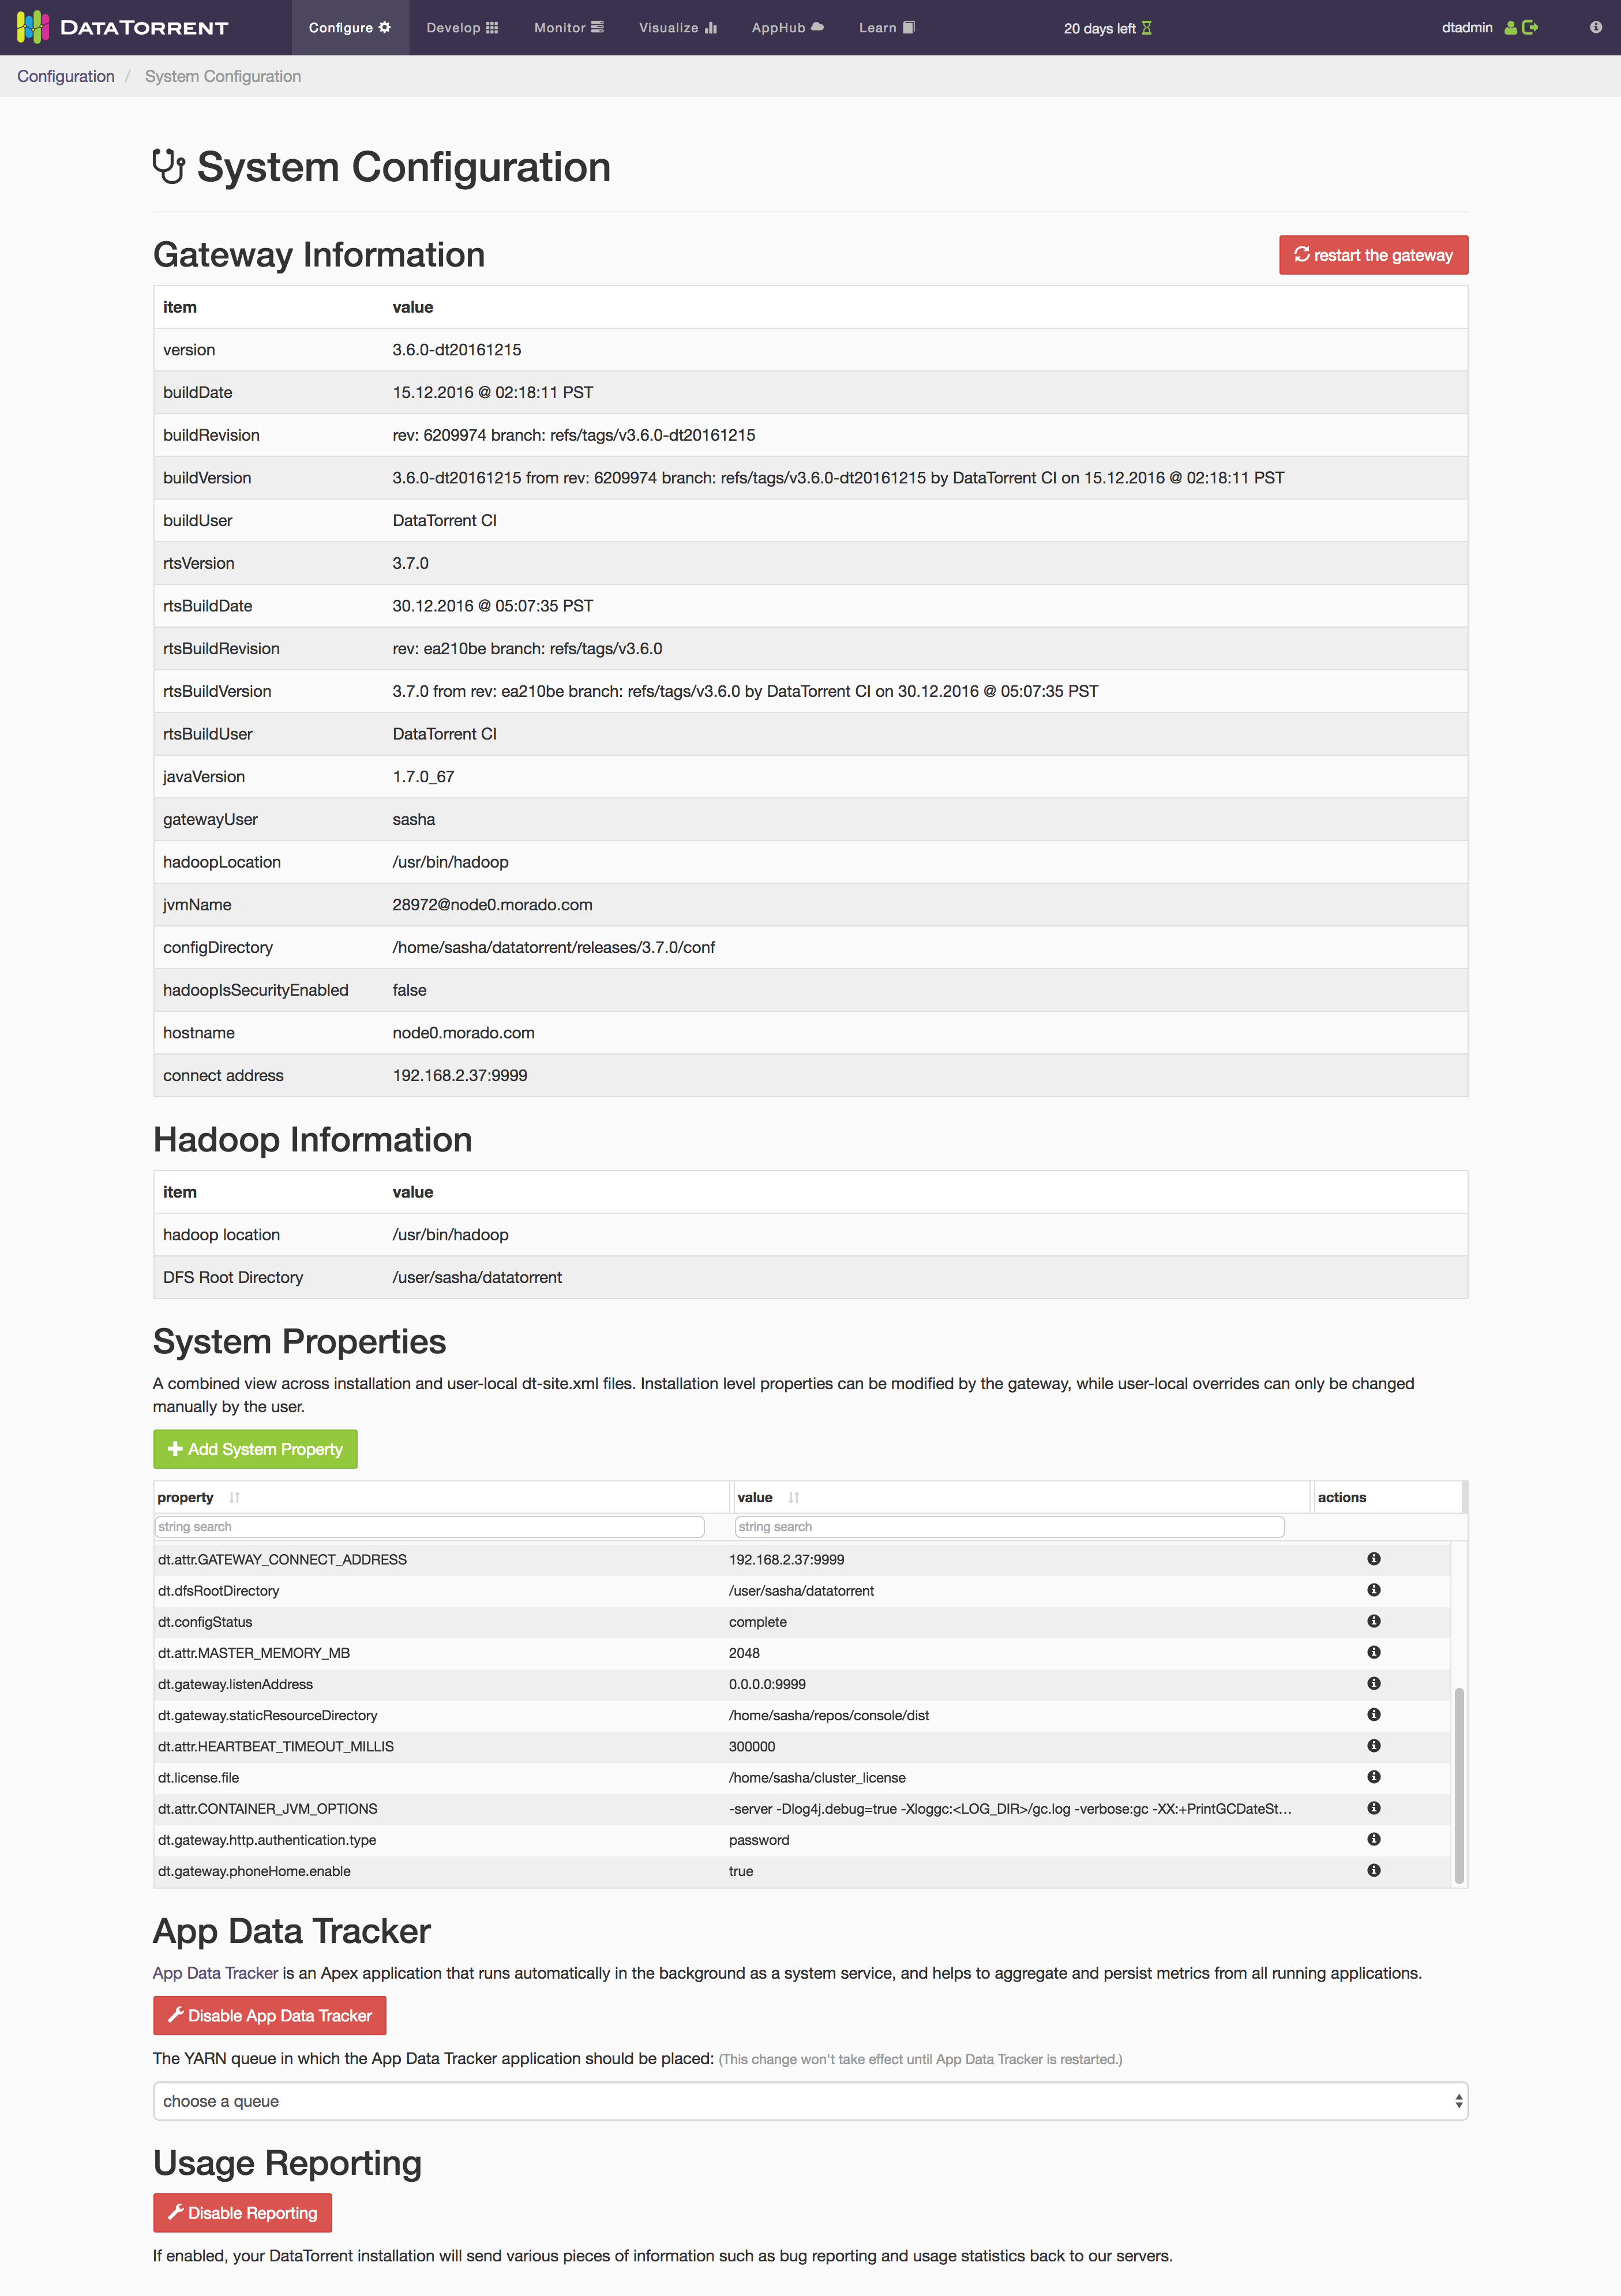 DATATORRENT Configure Develop Monitor Visualize AppHub Learn 20 days left dtadmin
Configuration / System Configuration
System Configuration
Gateway Information restart the gateway
item value
version 3.6.0-dt20161215
buildDate 15.12.2016 @ 02:18:11 PST
buildRevision rev: 6209974 branch: refs/tags/v3.6.0-dt20161215
buildVersion 3.6.0-dt20161215 from rev: 6209974 branch: refs/tags/v3.6.0-dt20161215 by DataTorrent CI on 15.12.2016 @ 02:18:11 PST
buildUser DataTorrent CI
rtsVersion 3.7.0
rtsBuildDate 30.12.2016 @ 05:07:35 PST
rtsBuildRevision rev: ea210be branch: refs/tags/v3.6.0
rtsBuildVersion 3.7.0 from rev: ea210be branch: refs/tags/v3.6.0 by DataTorrent CI on 30.12.2016 @ 05:07:35 PST
rtsBuildUser DataTorrent CI
javaVersion 1.7.0_67
gatewayUser sasha
hadoopLocation /usr/bin/hadoop
jvmName 28972@node0.morado.com
configDirectory /home/sasha/datatorrent/releases/3.7.0/conf
hadoopIsSecurityEnabled false
hostname node0.morado.com
connect address 192.168.2.37:9999
Hadoop Information
item value
hadoop location /usr/bin/hadoop
DFS Root Directory /user/sasha/datatorrent
System Properties
A combined view across installation and user-local dt-site.xml files. Installation level properties can be modified by the gateway, while user-local overrides can only be changed
manually by the user.
Add System Property
property value actions
string search string search
dt.attr.GATEWAY_CONNECT_ADDRESS 192.168.2.37:9999
dt.dfsRootDirectory /user/sasha/datatorrent
dt.configStatus complete
dt.attr.MASTER_MEMORY_MB 2048
dt.gateway.listenAddress 0.0.0.0:9999
dt.gateway.staticResourceDirectory /home/sasha/repos/console/dist
dt.attr.HEARTBEAT_TIMEOUT_MILLIS 300000
dt.license.file /home/sasha/cluster_license
dt.attr.CONTAINER_JVM_OPTIONS -server -Dlog4j.debug=true -Xloggc:<LOG_DIR>/gc.log -verbose:gc -XX:+PrintGCDateSt...
dt.gateway.http.authentication.type password
dt.gateway.phoneHome.enable true
App Data Tracker
App Data Tracker is an Apex application that runs automatically in the background as a system service, and helps to aggregate and persist metrics from all running applications.
Disable App Data Tracker
The YARN queue in which the App Data Tracker application should be placed: (This change won't take effect until App Data Tracker is restarted.)
choose a queue
Usage Reporting
Disable Reporting
If enabled, your DataTorrent installation will send various pieces of information such as bug reporting and usage statistics back to our servers.